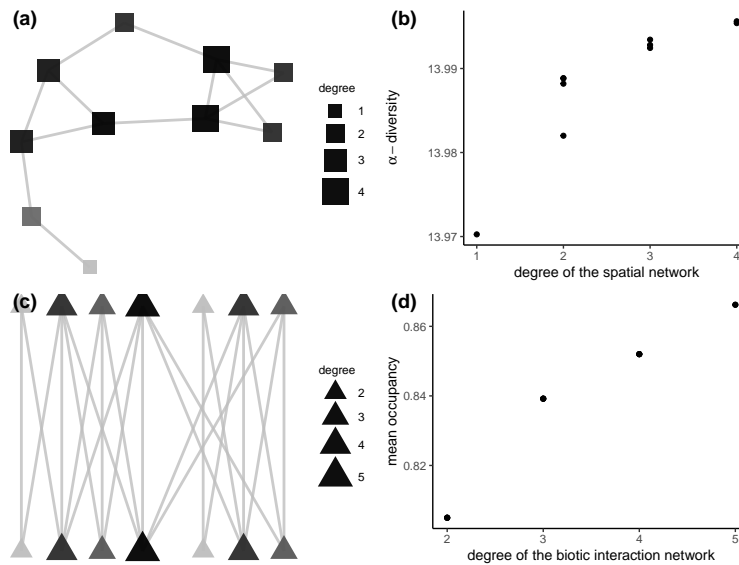 (a)
degree
1
2
3
4
(b)
α − diversity
13.99
13.98
13.97
1 2 3 4
degree of the spatial network
(c)
degree
2
3
4
5
(d)
mean occupancy
0.86
0.84
0.82
2 3 4 5
degree of the biotic interaction network